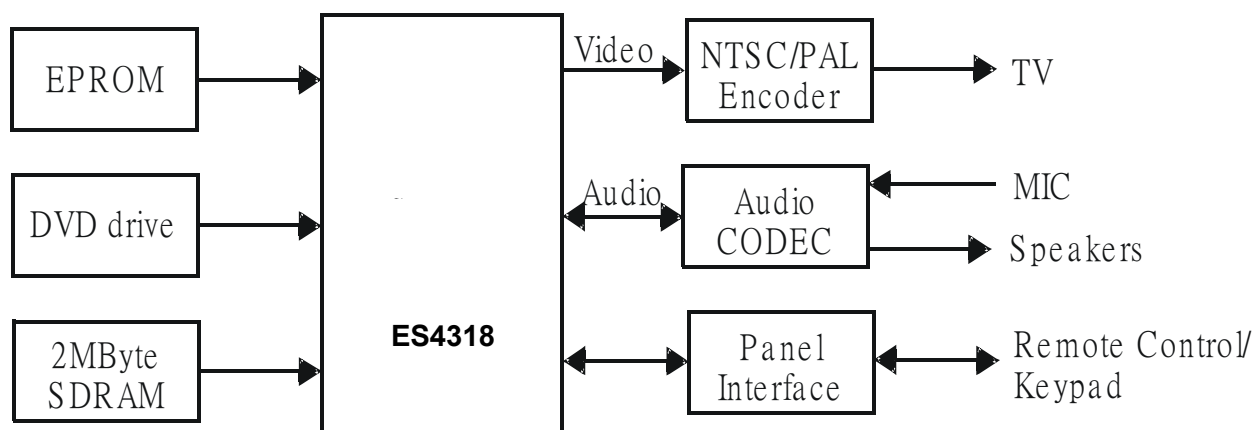 EPROM
DVD drive
2MByte
SDRAM
ES4318
Video
NTSC/PAL
Encoder
TV
Audio
Audio
CODEC
MIC
Speakers
Panel
Interface
Remote Control/
Keypad